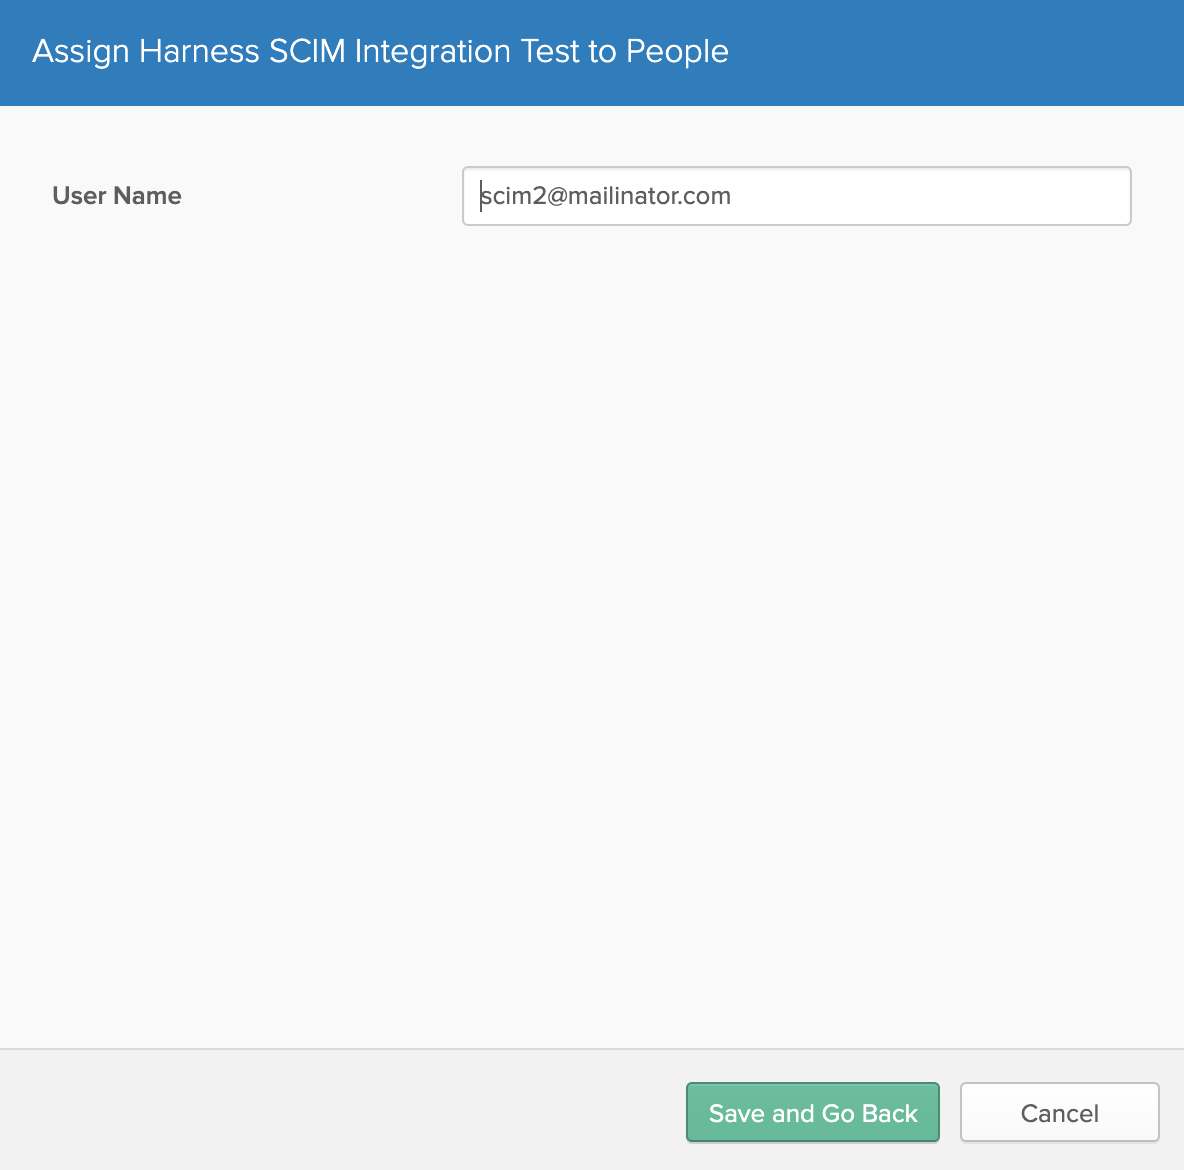 Assign Harness SCIM Integration Test to People
User Name
scim2@mailinator.com
Save and Go Back
Cancel